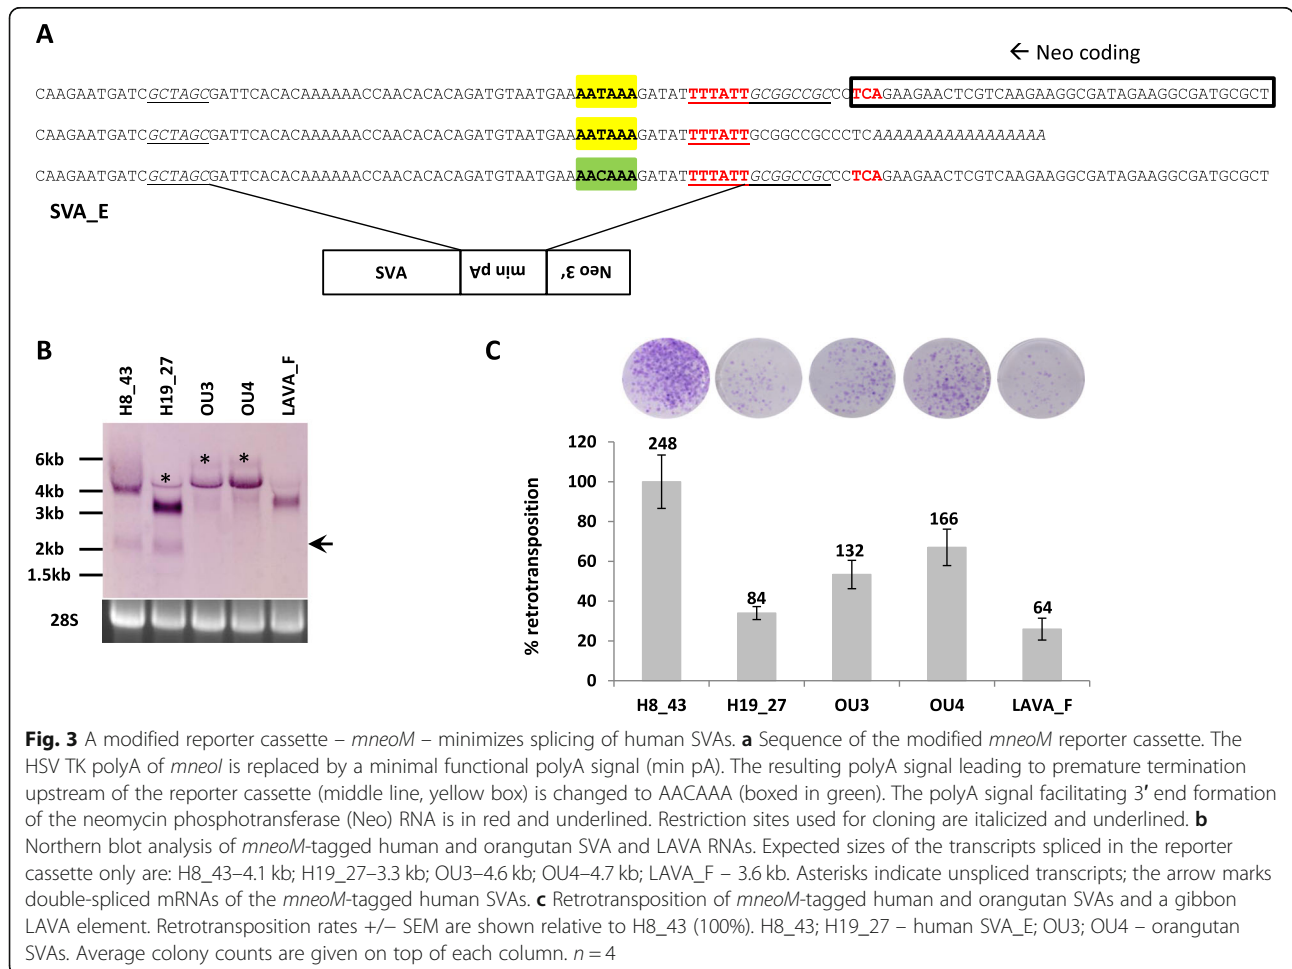 A
← Neo coding
CAAGAATGATCGCTAGCGATTCACACAAAAAACCAACACACAGATGTAATGAAAATAAAGATATTTTATTGCGGCCGCCCTCAGAAGAACTCGTCAAGAAGGCGATAGAAGGCGATGCGCT
CAAGAATGATCGCTAGCGATTCACACAAAAAACCAACACACAGATGTAATGAAAATAAAGATATTTTATTGCGGCCGCCCTCAAAAAAAAAAAAAAAAAA
CAAGAATGATCGCTAGCGATTCACACAAAAAACCAACACACAGATGTAATGAAAACAAAGATATTTTATTGCGGCCGCCCTCAGAAGAACTCGTCAAGAAGGCGATAGAAGGCGATGCGCT
SVA_E
SVA min pA Neo 3'
B
H8_43 H19_27 OU3 OU4 LAVA_F
6kb
4kb
3kb
2kb
1.5kb
* * *
28S
C
% retrotransposition
120
100
80
60
40
20
0
248 84 132 166 64
H8_43 H19_27 OU3 OU4 LAVA_F
Fig. 3 A modified reporter cassette – mneoM – minimizes splicing of human SVAs. a Sequence of the modified mneoM reporter cassette. The
HSV TK polyA of mneoI is replaced by a minimal functional polyA signal (min pA). The resulting polyA signal leading to premature termination
upstream of the reporter cassette (middle line, yellow box) is changed to AACAAA (boxed in green). The polyA signal facilitating 3′ end formation
of the neomycin phosphotransferase (Neo) RNA is in red and underlined. Restriction sites used for cloning are italicized and underlined. b
Northern blot analysis of mneoM-tagged human and orangutan SVA and LAVA RNAs. Expected sizes of the transcripts spliced in the reporter
cassette only are: H8_43–4.1 kb; H19_27–3.3 kb; OU3–4.6 kb; OU4–4.7 kb; LAVA_F – 3.6 kb. Asterisks indicate unspliced transcripts; the arrow marks
double-spliced mRNAs of the mneoM-tagged human SVAs. c Retrotransposition of mneoM-tagged human and orangutan SVAs and a gibbon
LAVA element. Retrotransposition rates +/− SEM are shown relative to H8_43 (100%). H8_43; H19_27 – human SVA_E; OU3; OU4 – orangutan
SVAs. Average colony counts are given on top of each column. n = 4